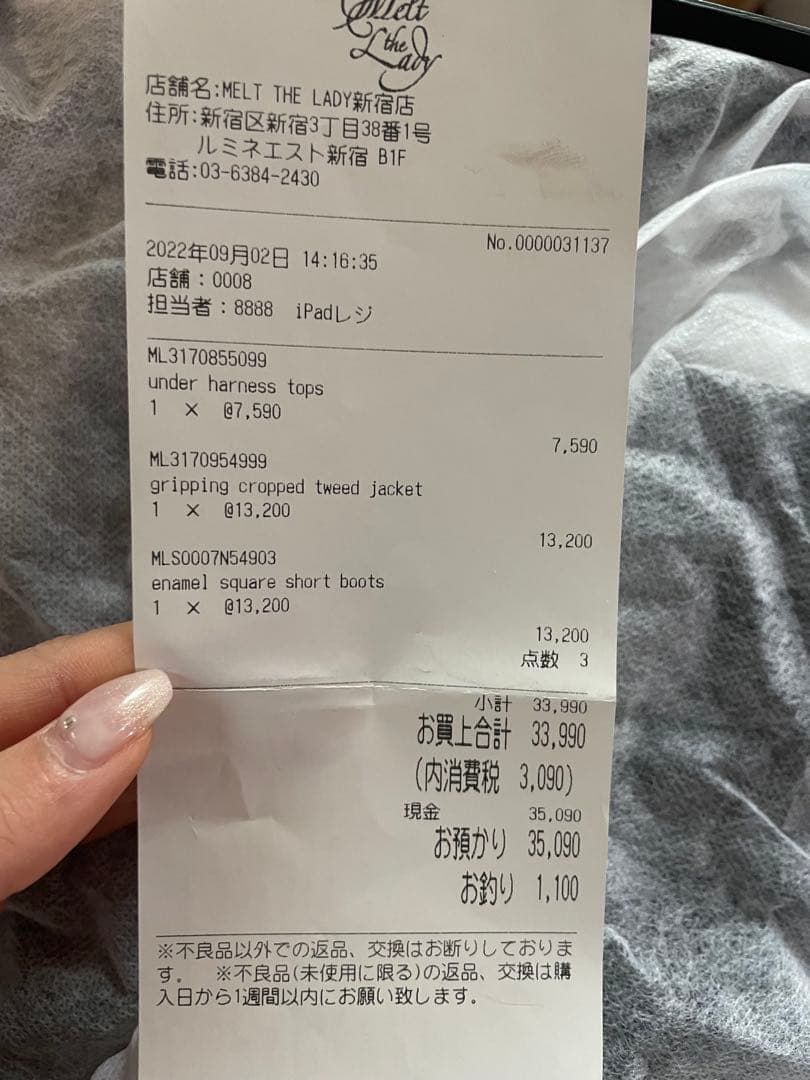 Melt
the
Lady
店舗名:MELT THE LADY新宿店
住所:新宿区新宿3丁目38番1号
ルミネエスト新宿 B1F
電話:03-6384-2430
No.0000031137
2022年09月02日 14:16:35
店舗:0008
担当者:8888 iPadレジ
ML3170855099
under harness tops
1 × @7,590
7,590
ML3170954999
gripping cropped tweed jacket
1 × @13,200
13,200
MLS0007N54903
enamel square short boots
1 × @13,200
13,200
点数 3
小計 33,990
お買上合計 33,990
(内消費税 3,090)
現金 35,090
お預かり 35,090
お釣り 1,100
※不良品以外での返品、交換はお断りしておりま
す。 ※不良品(未使用に限る)の返品、交換は購
入日から1週間以内にお願い致します。